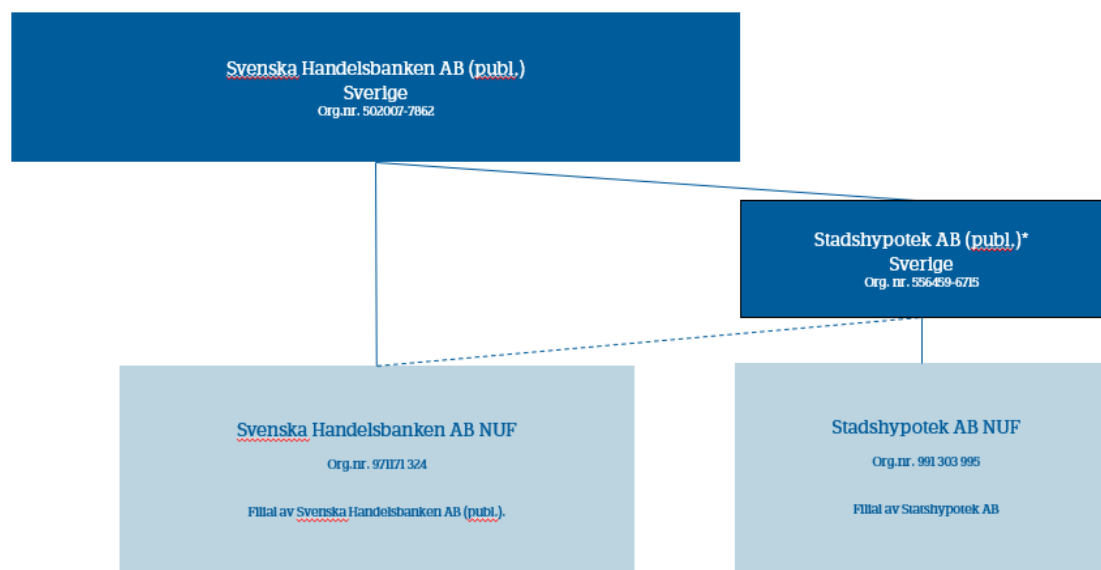 Svenska Handelsbanken AB (publ.)
Sverige
Org.nr. 502007-7862
Stadshypotek AB (publ.)*
Sverige
Org. nr. 556459-6715
Svenska Handelsbanken AB NUF
Org.nr. 971171 324
Filial av Svenska Handelsbanken AB (publ.).
Stadshypotek AB NUF
Org.nr. 991 303 995
Filial av Statshypotek AB